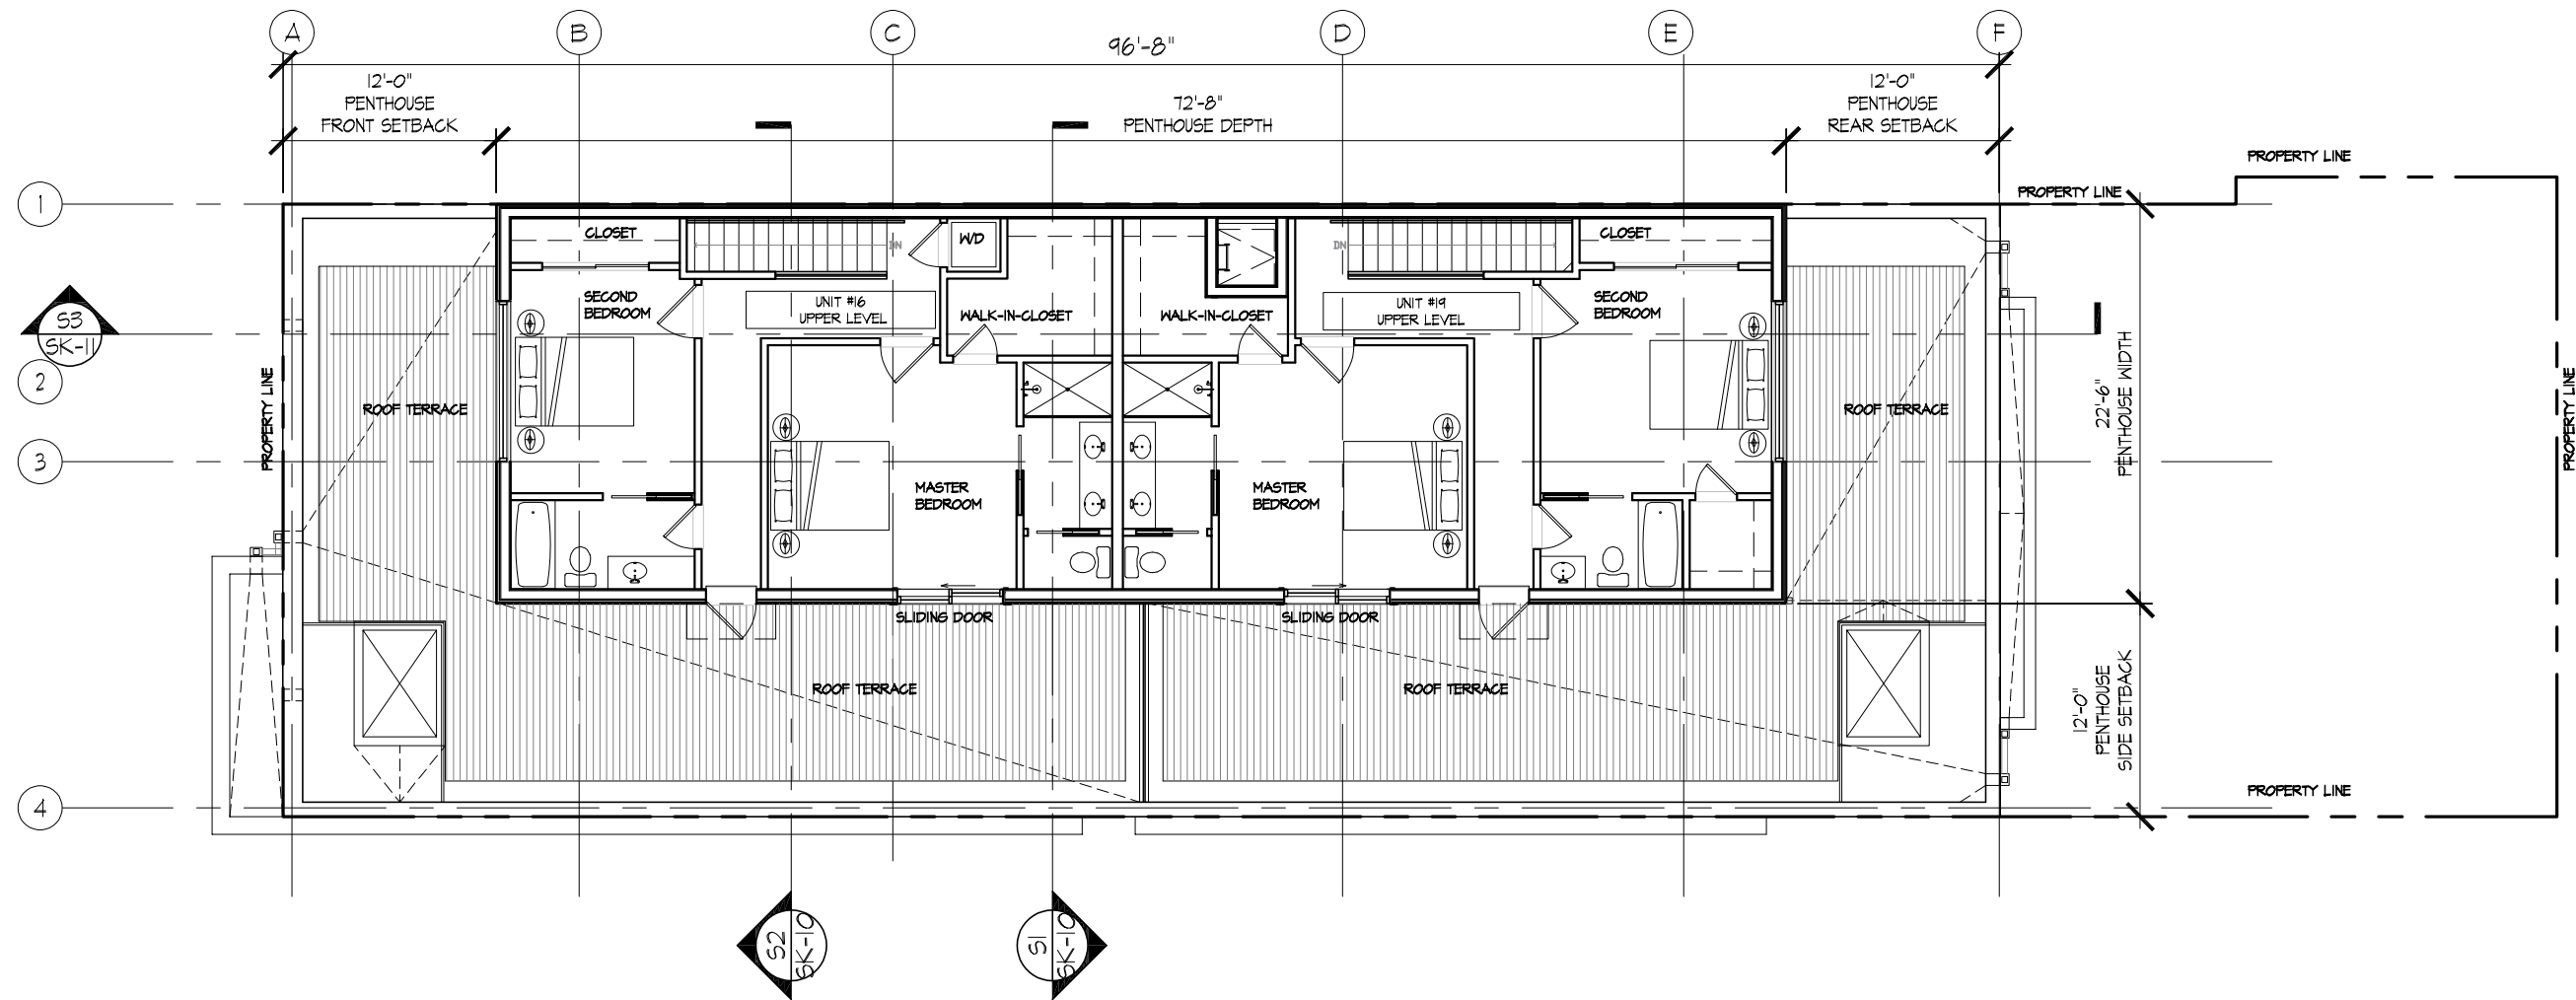 A
B
C
D
E
F
96'-8"
12'-0"
PENTHOUSE
FRONT SETBACK
72'-8"
PENTHOUSE DEPTH
12'-0"
PENTHOUSE
REAR SETBACK
PROPERTY LINE
PROPERTY LINE
1
CLOSET
DN
W/D
DN
CLOSET
SECOND
BEDROOM
UNIT #16
UPPER LEVEL
WALK-IN-CLOSET
WALK-IN-CLOSET
UNIT #19
UPPER LEVEL
SECOND
BEDROOM
S3
SK-11
2
PROPERTY LINE
ROOF TERRACE
ROOF TERRACE
22'-6"
PENTHOUSE WIDTH
PROPERTY LINE
3
MASTER
BEDROOM
MASTER
BEDROOM
SLIDING DOOR
SLIDING DOOR
ROOF TERRACE
ROOF TERRACE
12'-0"
PENTHOUSE
SIDE SETBACK
PROPERTY LINE
4
S2
SK-10
S1
SK-10